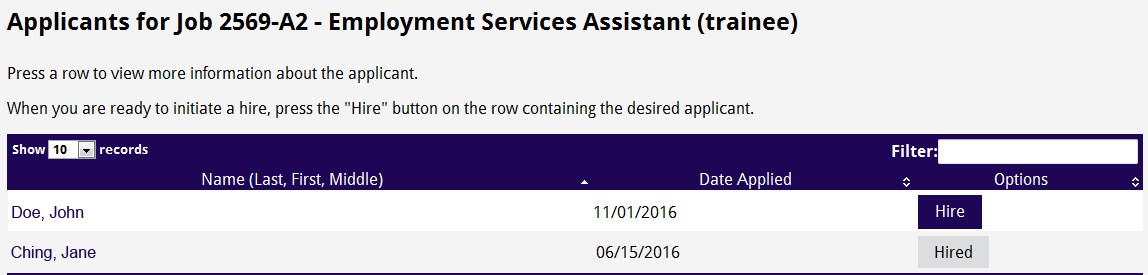 Applicants for Job 2569-A2 - Employment Services Assistant (trainee)
Press a row to view more information about the applicant.
When you are ready to initiate a hire, press the "Hire" button on the row containing the desired applicant.
Show 10 records Filter:
Name (Last, First, Middle) Date Applied Options
Doe, John 11/01/2016 Hire
Ching, Jane 06/15/2016 Hired